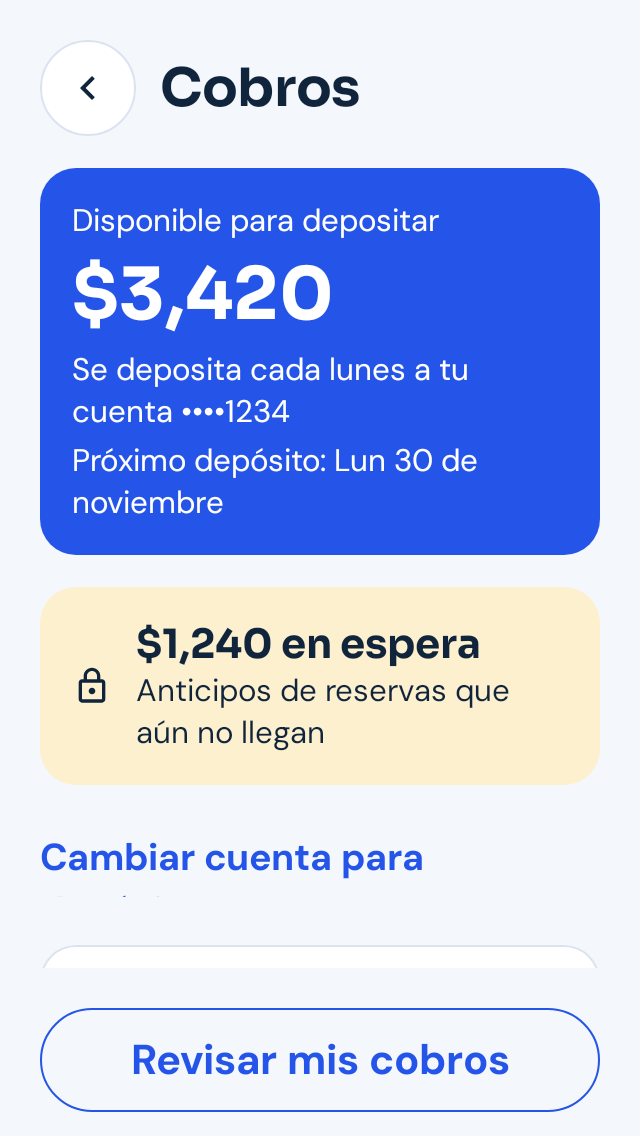 Cobros
Disponible para depositar
$3,420
Se deposita cada lunes a tu
cuenta ••••1234
Próximo depósito: Lun 30 de
noviembre
$1,240 en espera
Anticipos de reservas que
aún no llegan
Cambiar cuenta para
Revisar mis cobros